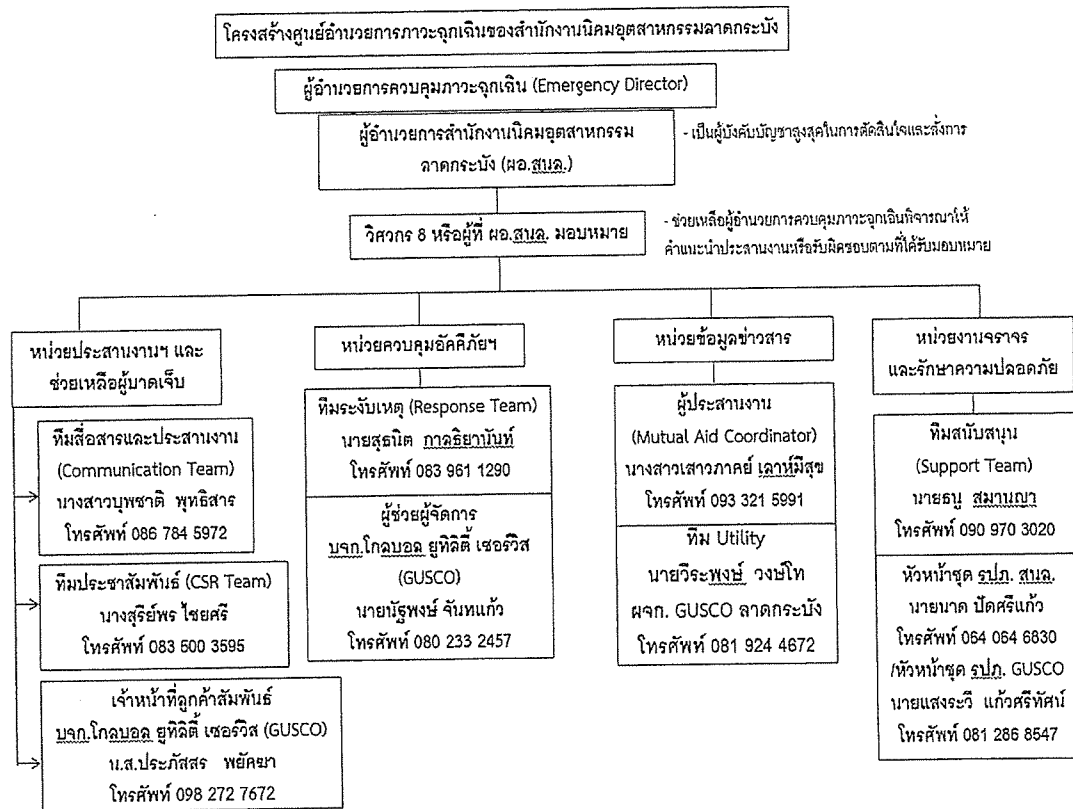 โครงสร้างศูนย์อำนวยการภาวะฉุกเฉินของสำนักงานนิคมอุตสาหกรรมลาดกระบัง
ผู้อำนวยการควบคุมภาวะฉุกเฉิน (Emergency Director)
ผู้อำนวยการสำนักงานนิคมอุตสาหกรรม
ลาดกระบัง (ผอ.สนล.)
- เป็นผู้บังคับบัญชาสูงสุดในการตัดสินใจและสั่งการ
วิศวกร 8 หรือผู้ที่ ผอ.สนล. มอบหมาย
- ช่วยเหลือผู้อำนวยการควบคุมภาวะฉุกเฉินพิจารณาให้
คำแนะนำประสานงานหรือรับผิดชอบตามที่ได้รับมอบหมาย
หน่วยประสานงานฯ และ
ช่วยเหลือผู้บาดเจ็บ
ทีมสื่อสารและประสานงาน
(Communication Team)
นางสาวบุพชาติ พุทธิสาร
โทรศัพท์ 086 784 5972
ทีมประชาสัมพันธ์ (CSR Team)
นางสุรีย์พร ไชยศรี
โทรศัพท์ 083 500 3595
เจ้าหน้าที่ลูกค้าสัมพันธ์
บจก.โกลบอล ยูทิลิตี้ เซอร์วิส (GUSCO)
น.ส.ประภัสสร พยัคฆา
โทรศัพท์ 098 272 7672
หน่วยควบคุมอัคคีภัยฯ
ทีมระงับเหตุ (Response Team)
นายสุธนิต กาลธิยานันท์
โทรศัพท์ 083 961 1290
ผู้ช่วยผู้จัดการ
บจก.โกลบอล ยูทิลิตี้ เซอร์วิส
(GUSCO)
นายนัฐพงษ์ จันทแก้ว
โทรศัพท์ 080 233 2457
หน่วยข้อมูลข่าวสาร
ผู้ประสานงาน
(Mutual Aid Coordinator)
นางสาวเสาวภาคย์ เลาห์มีสุข
โทรศัพท์ 093 321 5991
ทีม Utility
นายวีระพงษ์ วงษ์โท
ผจก. GUSCO ลาดกระบัง
โทรศัพท์ 081 924 4672
หน่วยงานจราจร
และรักษาความปลอดภัย
ทีมสนับสนุน
(Support Team)
นายธนู สมานญา
โทรศัพท์ 090 970 3020
หัวหน้าชุด รปภ. สนล.
นายนาด ปัดศรีแก้ว
โทรศัพท์ 064 064 6830
/หัวหน้าชุด รปภ. GUSCO
นายแสงระวี แก้วศรีทัศน์
โทรศัพท์ 081 286 8547